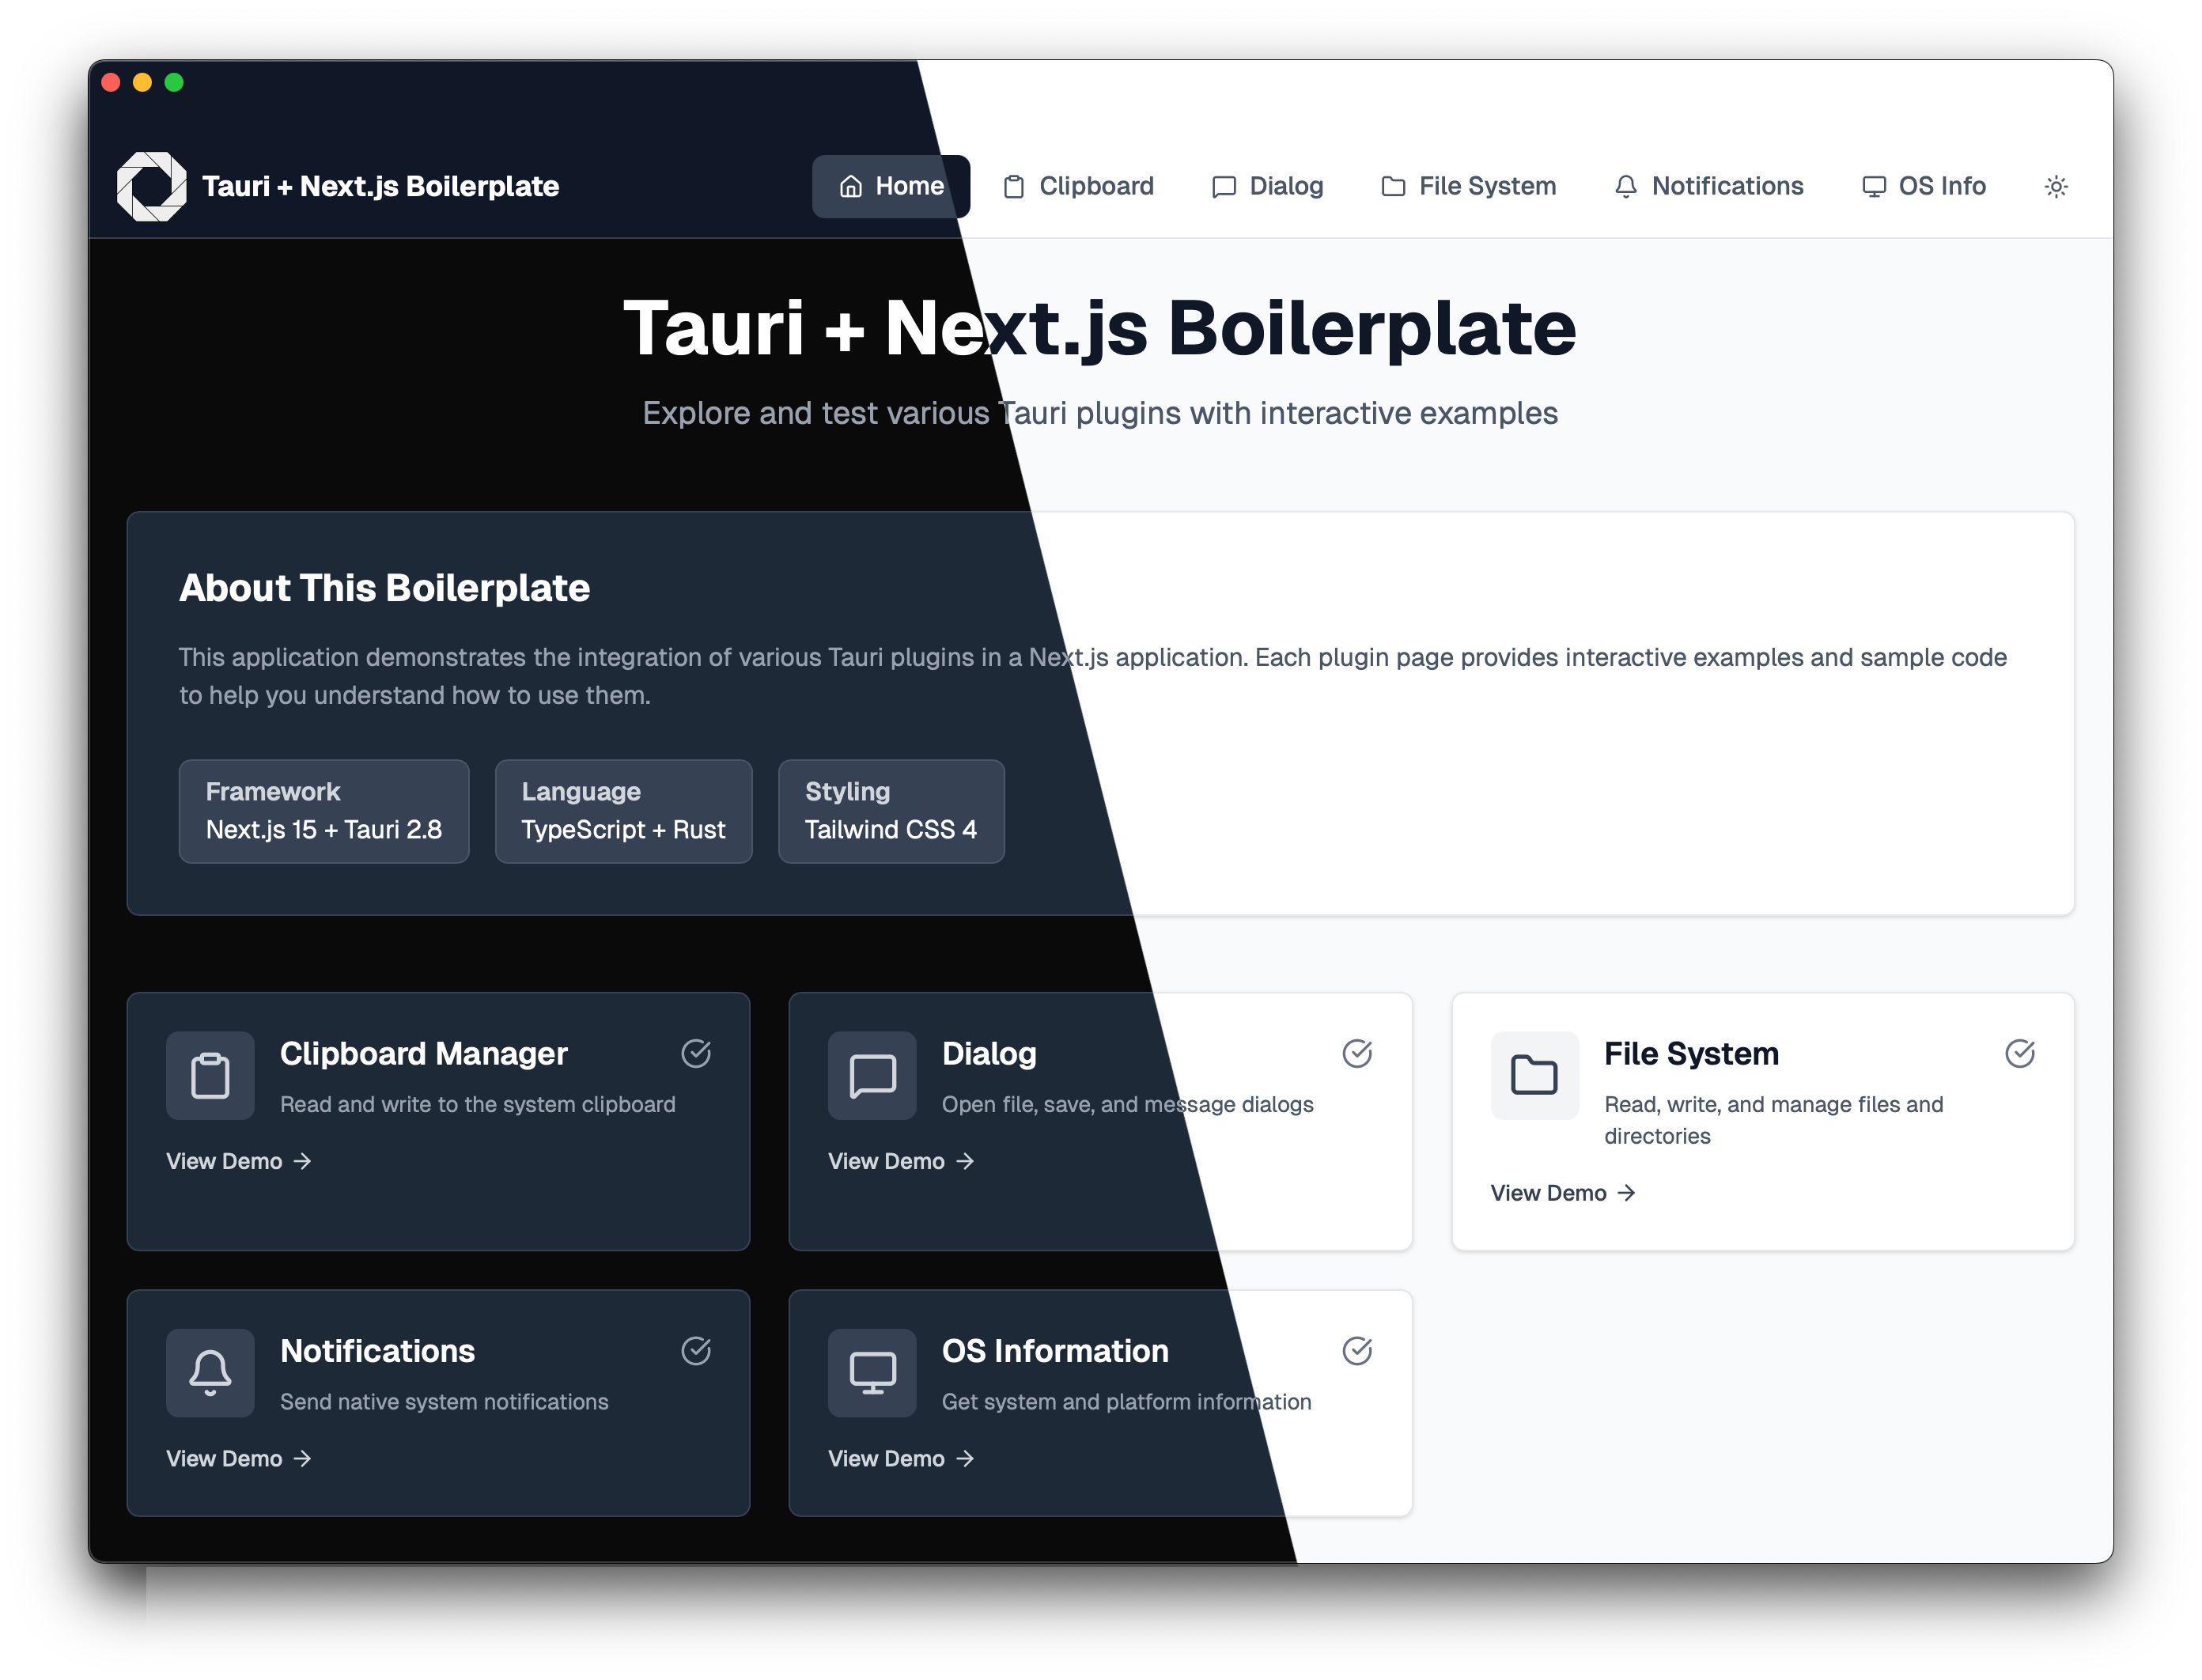 Tauri + Next.js Boilerplate
Home
Clipboard
Dialog
File System
Notifications
OS Info
Tauri + Next.js Boilerplate
Explore and test various Tauri plugins with interactive examples
About This Boilerplate
This application demonstrates the integration of various Tauri plugins in a Next.js application. Each plugin page provides interactive examples and sample code
to help you understand how to use them.
Framework
Next.js 15 + Tauri 2.8
Language
TypeScript + Rust
Styling
Tailwind CSS 4
Clipboard Manager
Read and write to the system clipboard
View Demo →
Dialog
Open file, save, and message dialogs
View Demo →
File System
Read, write, and manage files and
directories
View Demo →
Notifications
Send native system notifications
View Demo →
OS Information
Get system and platform information
View Demo →